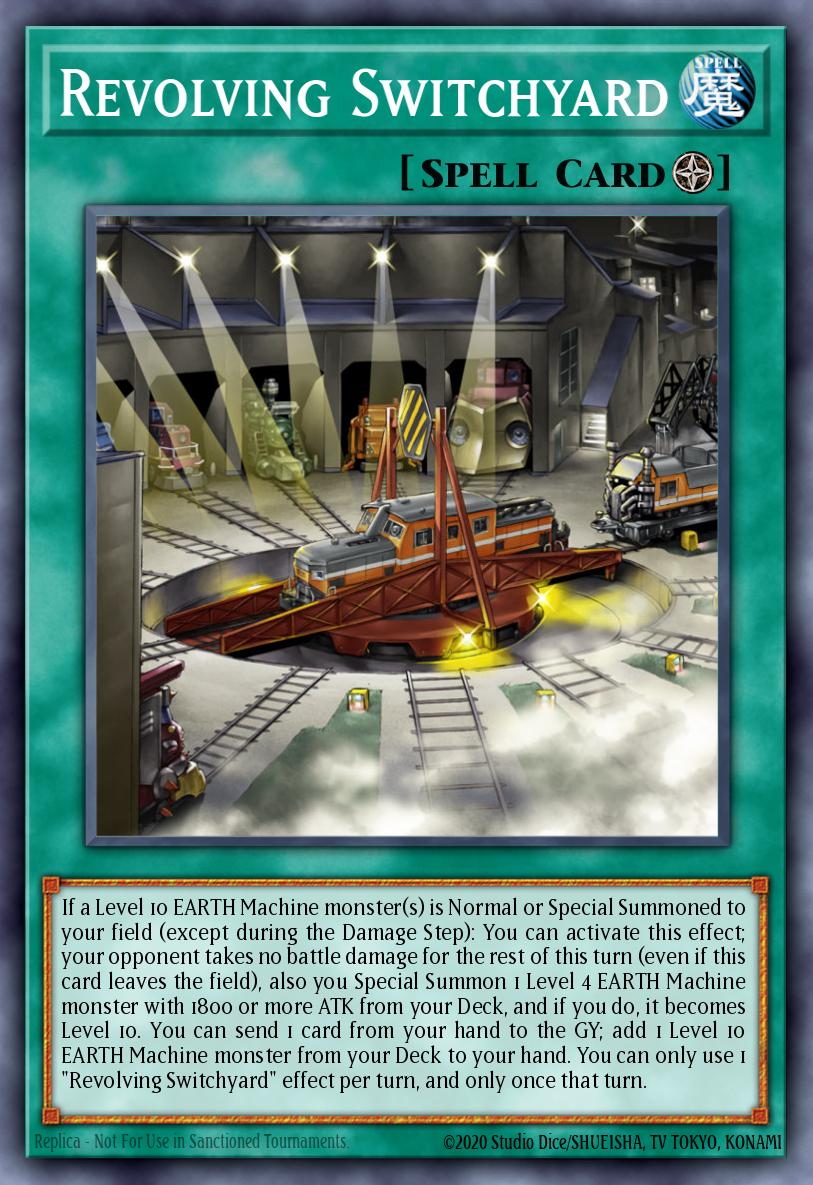 Revolving Switchyard
SPELL
魔
[Spell Card]
If a Level 10 EARTH Machine monster(s) is Normal or Special Summoned to
your field (except during the Damage Step): You can activate this effect;
your opponent takes no battle damage for the rest of this turn (even if this
card leaves the field), also you Special Summon 1 Level 4 EARTH Machine
monster with 1800 or more ATK from your Deck, and if you do, it becomes
Level 10. You can send 1 card from your hand to the GY; add 1 Level 10
EARTH Machine monster from your Deck to your hand. You can only use 1
"Revolving Switchyard" effect per turn, and only once that turn.
Replica - Not For Use in Sanctioned Tournaments.
©2020 Studio Dice/SHUEISHA, TV TOKYO, KONAMI